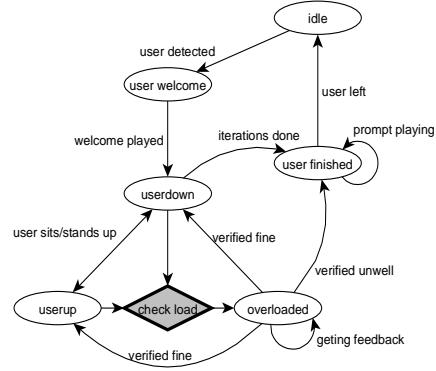 idle
user detected
user welcome
user left
welcome played
iterations done
prompt playing
user finished
userdown
user sits/stands up
verified fine
verified unwell
userup
check load
overloaded
geting feedback
verified fine